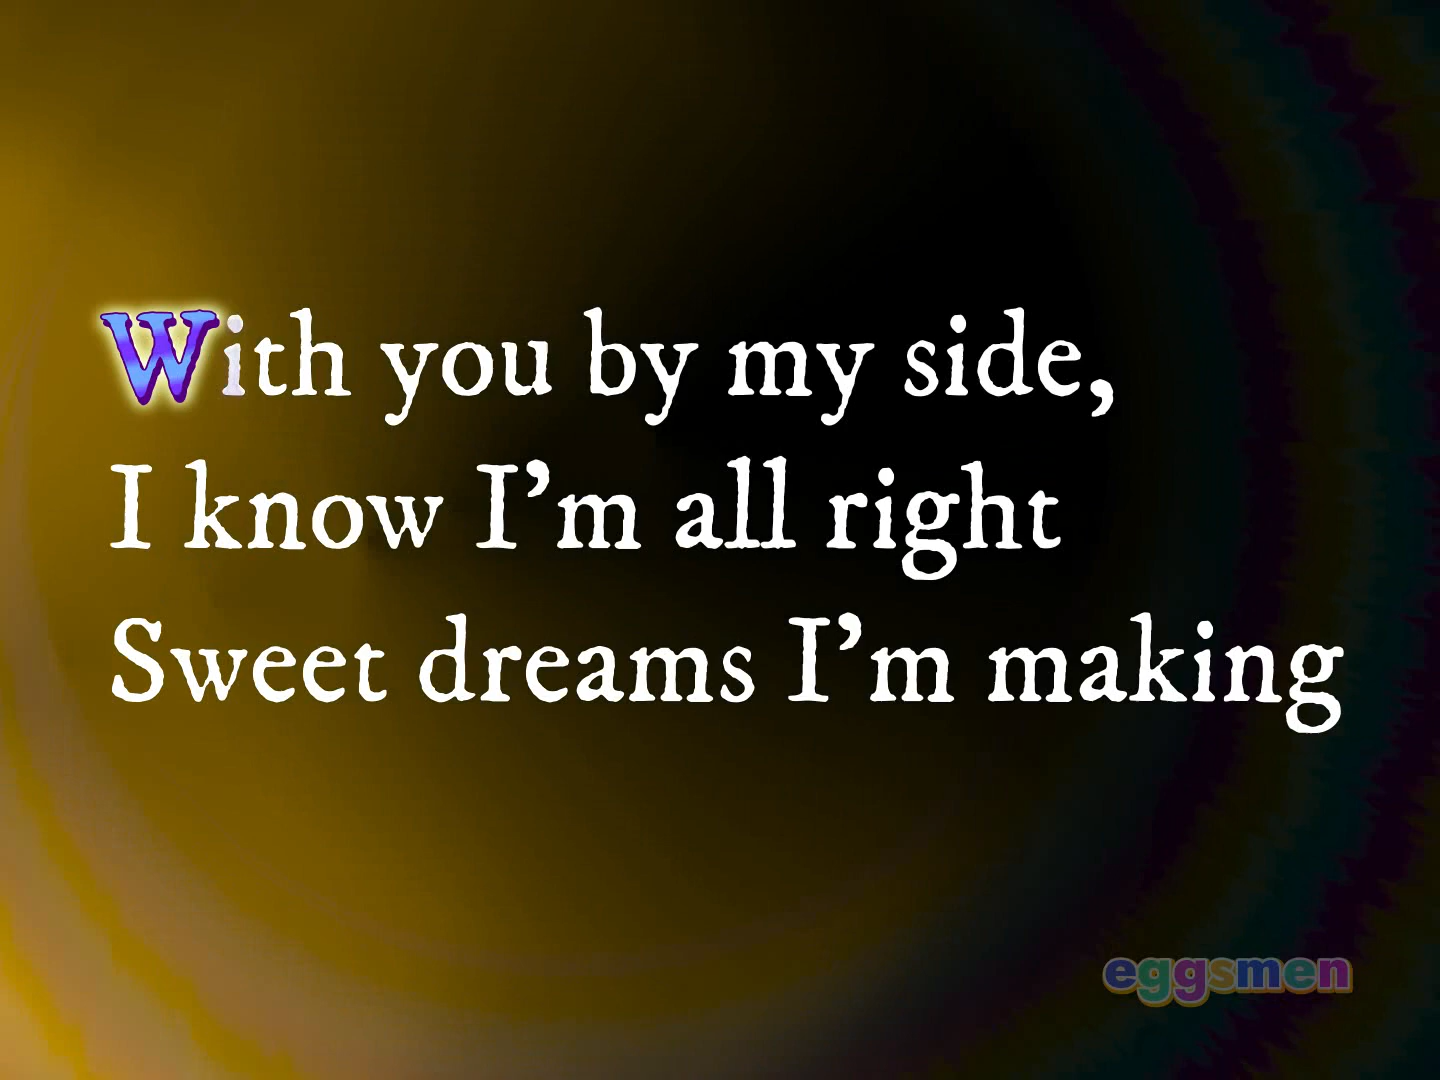 With you by my side,
I know I’m all right
Sweet dreams I’m making
eggsmen